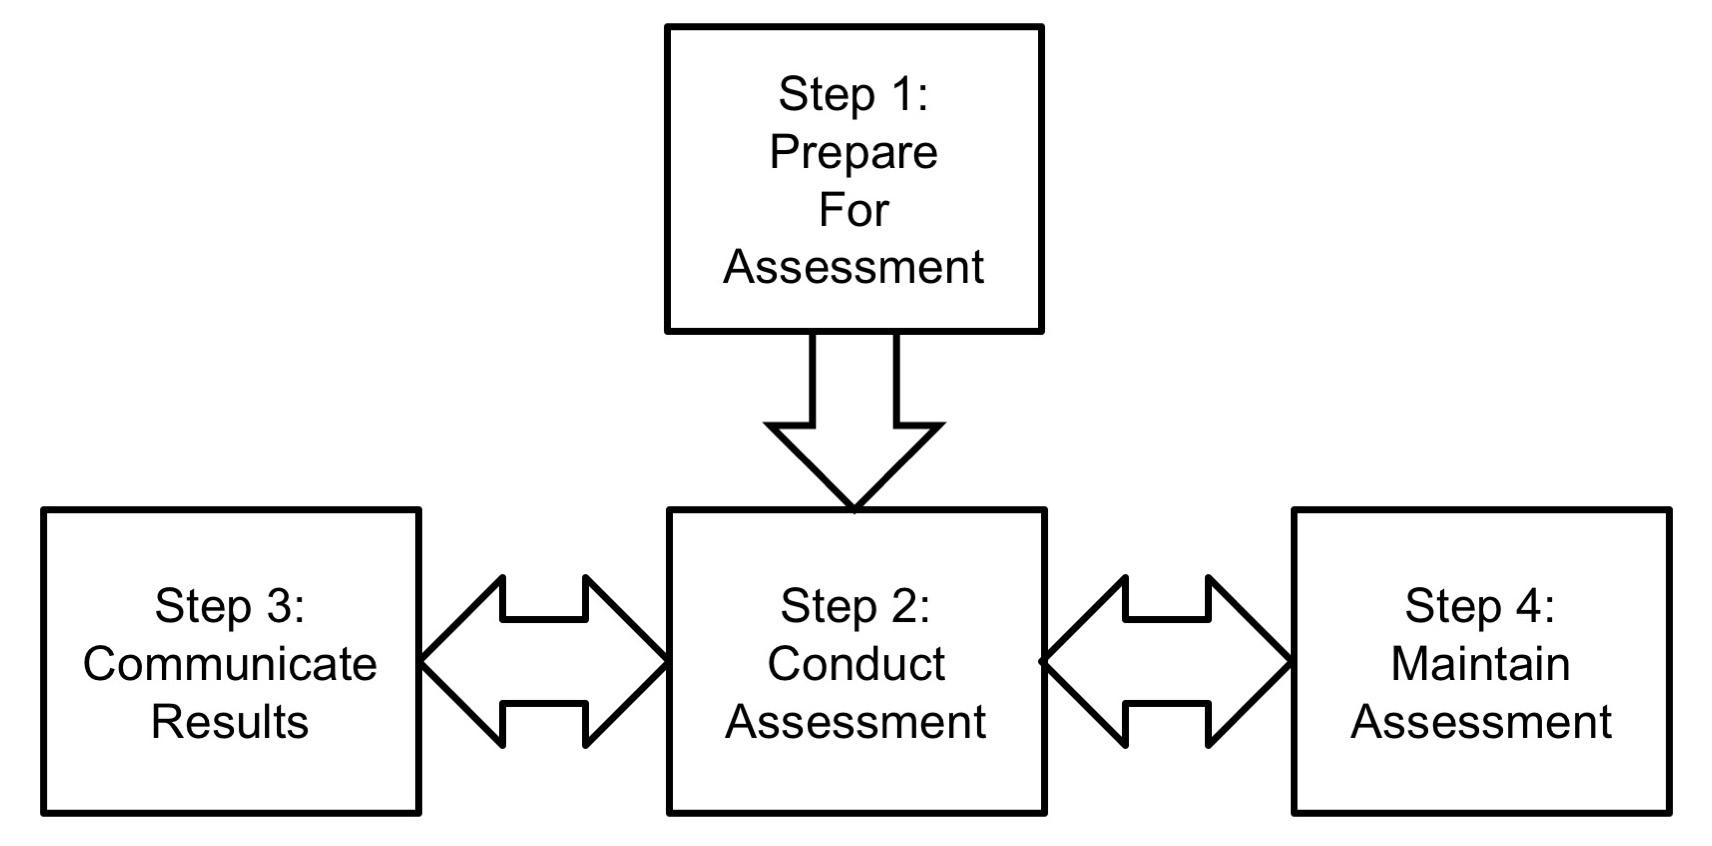 Step 1:
Prepare
For
Assessment
Step 3:
Communicate
Results
Step 2:
Conduct
Assessment
Step 4:
Maintain
Assessment